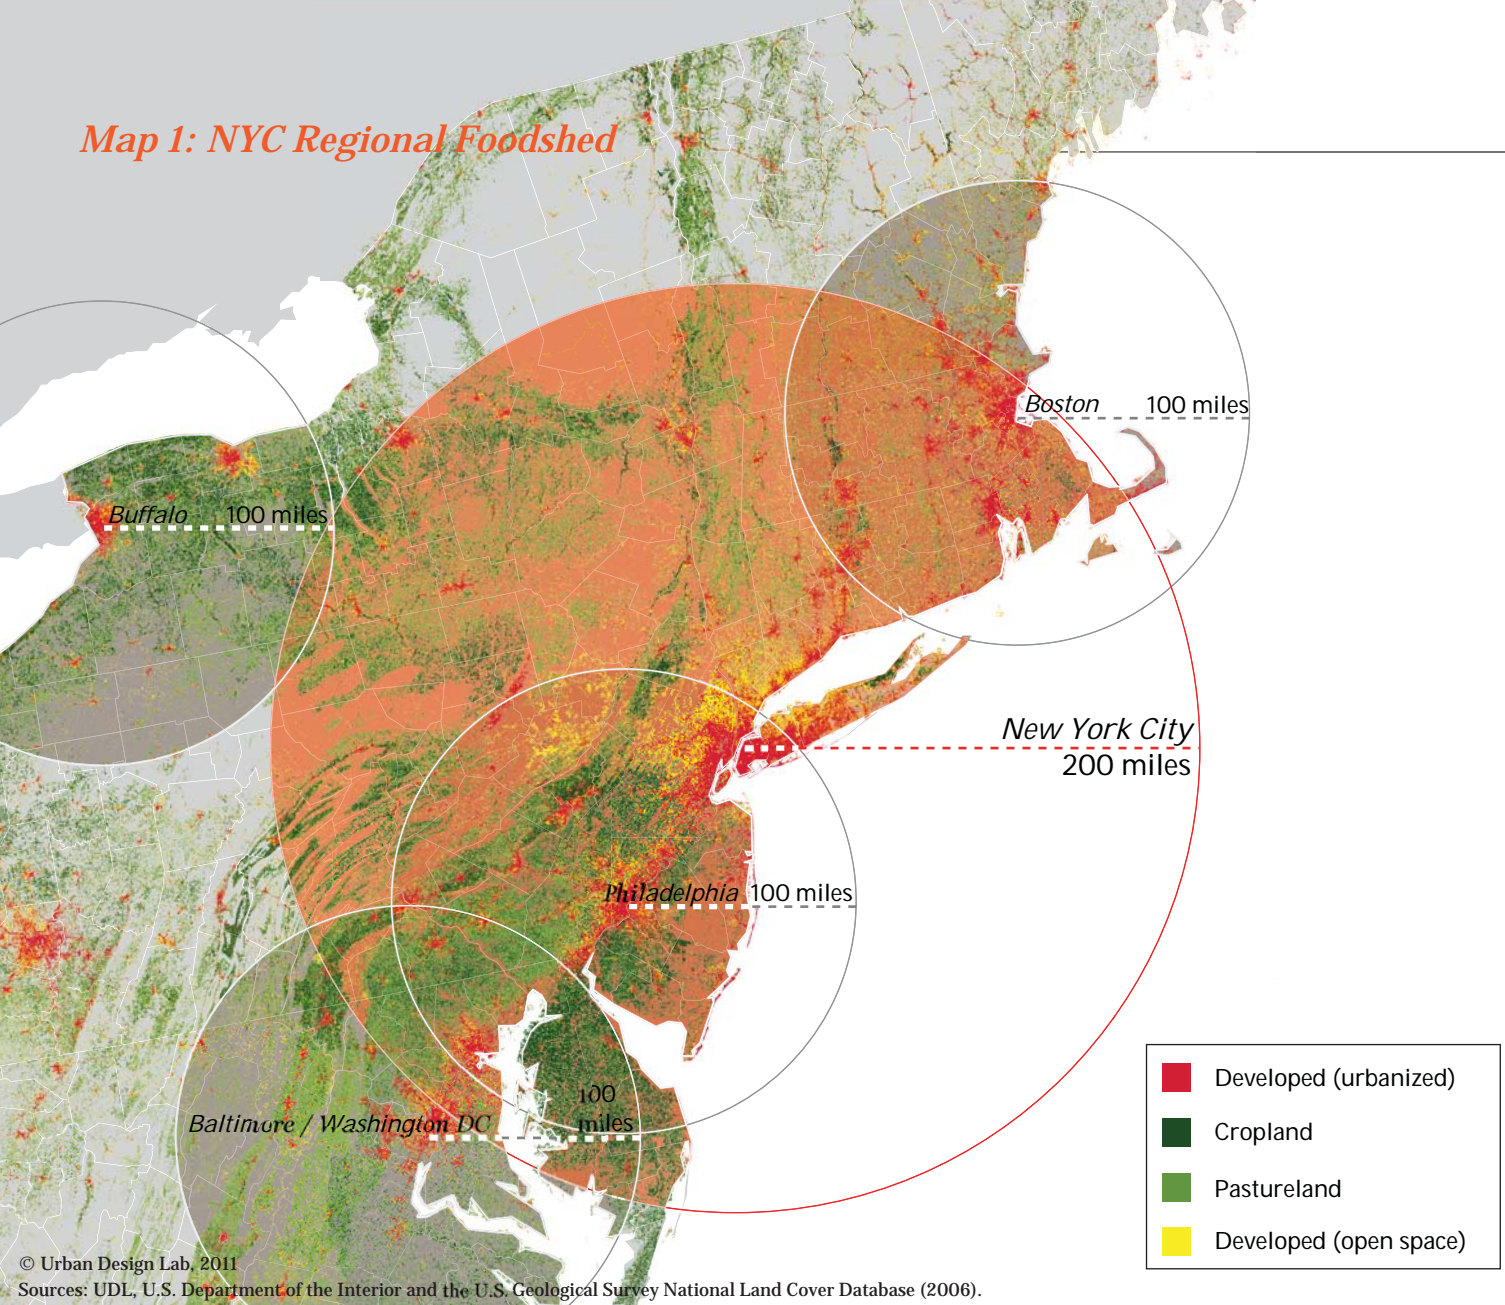 Map 1: NYC Regional Foodshed
Boston 100 miles
Buffalo 100 miles
New York City
200 miles
Philadelphia 100 miles
100
miles
Baltimore / Washington DC
Developed (urbanized)
Cropland
Pastureland
Developed (open space)
© Urban Design Lab, 2011
Sources: UDL, U.S. Department of the Interior and the U.S. Geological Survey National Land Cover Database (2006).